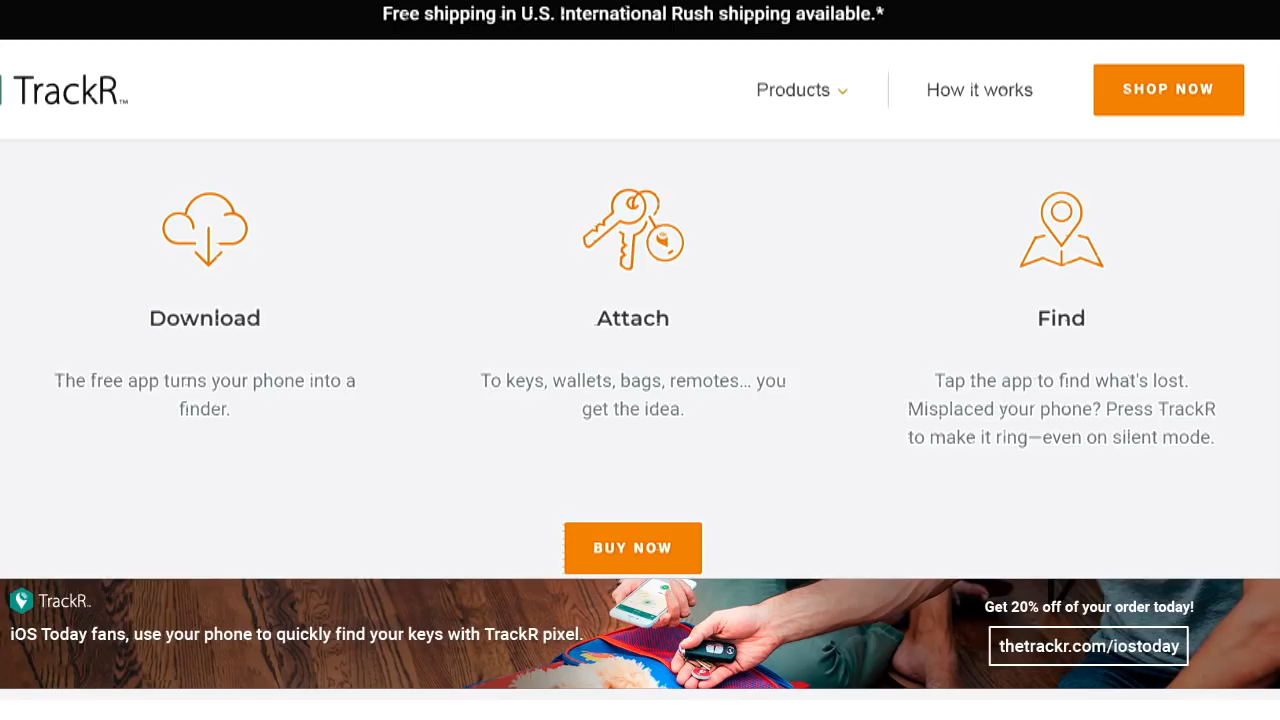 Free shipping in U.S. International Rush shipping available.*
TrackR™
Products
How it works
SHOP NOW
Download
Attach
Find
The free app turns your phone into a
finder.
To keys, wallets, bags, remotes... you
get the idea.
Tap the app to find what's lost.
Misplaced your phone? Press TrackR
to make it ring—even on silent mode.
BUY NOW
TrackR™
iOS Today fans, use your phone to quickly find your keys with TrackR pixel.
Get 20% off of your order today!
thetrackr.com/iostoday